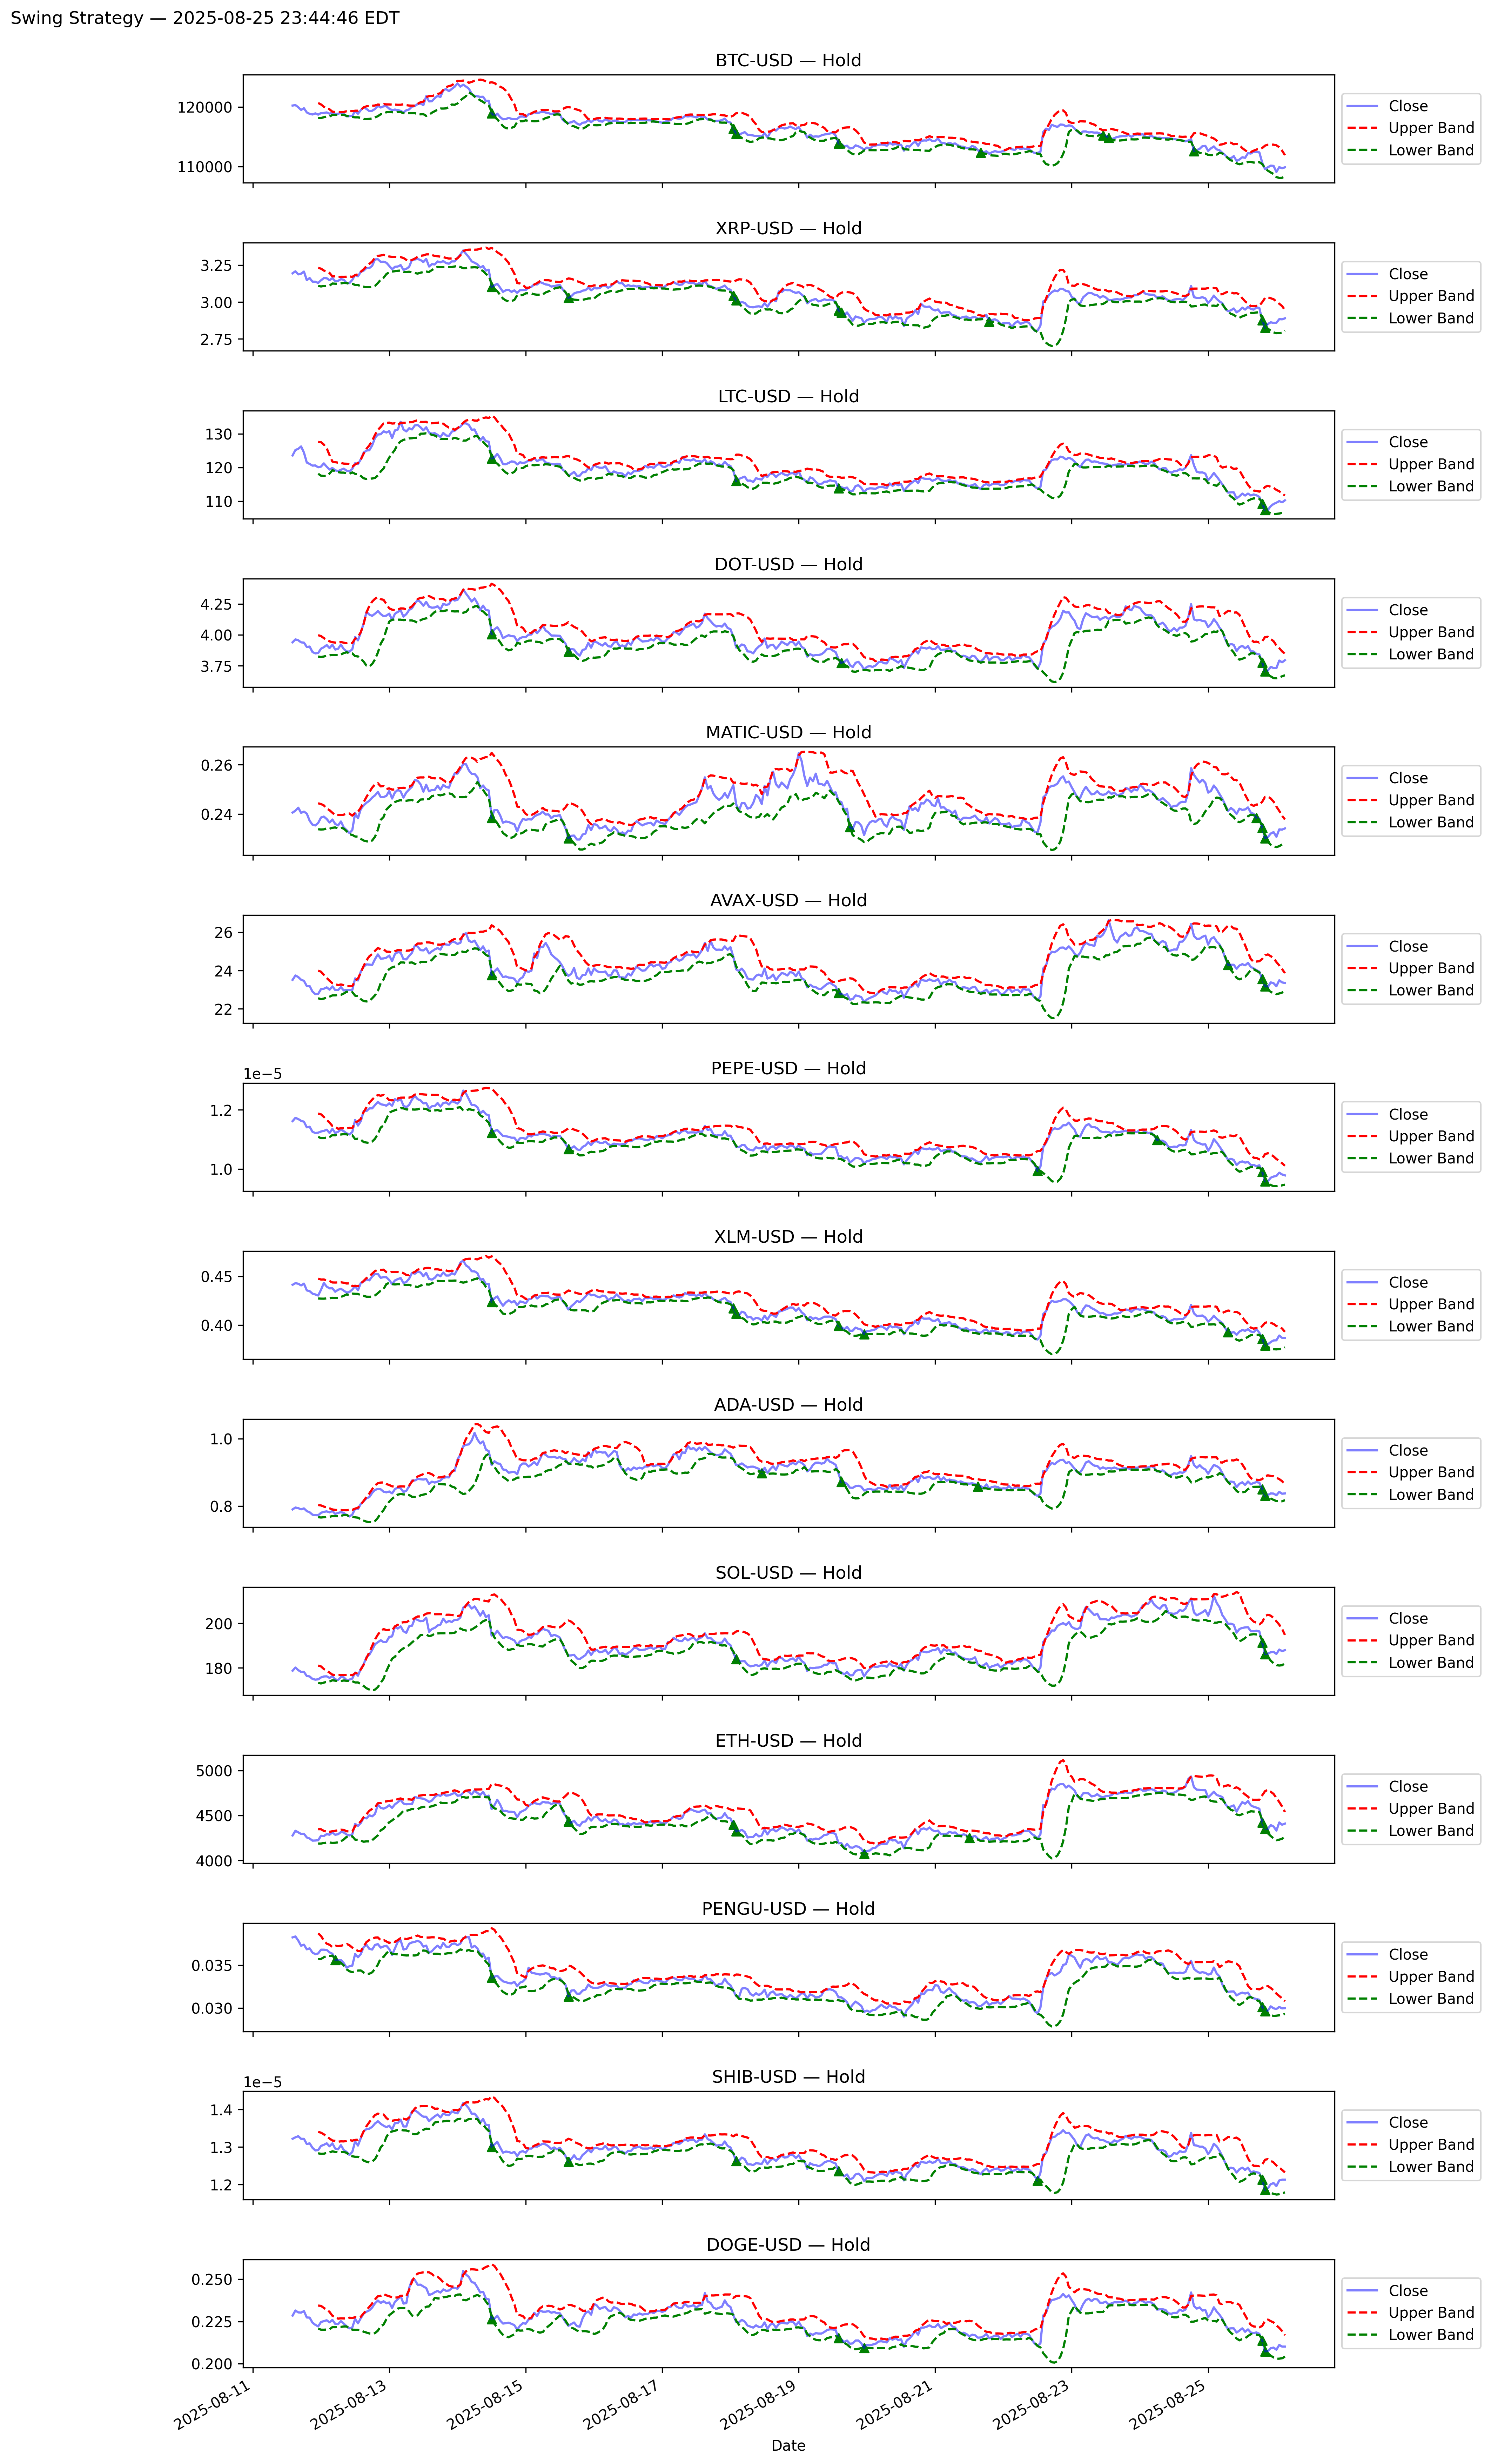 Swing Strategy — 2025-08-25 23:44:46 EDT
BTC-USD — Hold
120000
110000
Close
Upper Band
Lower Band
XRP-USD — Hold
3.25
3.00
2.75
Close
Upper Band
Lower Band
LTC-USD — Hold
130
120
110
Close
Upper Band
Lower Band
DOT-USD — Hold
4.25
4.00
3.75
Close
Upper Band
Lower Band
MATIC-USD — Hold
0.26
0.24
Close
Upper Band
Lower Band
AVAX-USD — Hold
26
24
22
Close
Upper Band
Lower Band
PEPE-USD — Hold
1e−5
1.2
1.0
Close
Upper Band
Lower Band
XLM-USD — Hold
0.45
0.40
Close
Upper Band
Lower Band
ADA-USD — Hold
1.0
0.8
Close
Upper Band
Lower Band
SOL-USD — Hold
200
180
Close
Upper Band
Lower Band
ETH-USD — Hold
5000
4500
4000
Close
Upper Band
Lower Band
PENGU-USD — Hold
0.035
0.030
Close
Upper Band
Lower Band
SHIB-USD — Hold
1e−5
1.4
1.3
1.2
Close
Upper Band
Lower Band
DOGE-USD — Hold
0.250
0.225
0.200
Close
Upper Band
Lower Band
2025-08-11
2025-08-13
2025-08-15
2025-08-17
2025-08-19
2025-08-21
2025-08-23
2025-08-25
Date